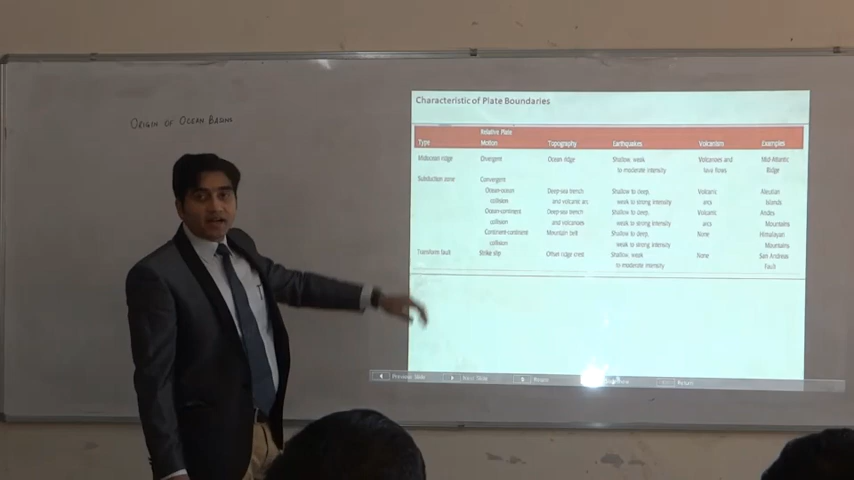 ORIGIN OF OCEAN BASINS
Characteristic of Plate Boundaries
Relative Plate
Type Motion Topography Earthquakes Volcanism Examples
Midocean ridge Divergent Ocean ridge Shallow, weak Volcanoes and Mid-Atlantic
to moderate intensity lava flows Ridge
Subduction zone Convergent
Ocean-ocean Deep-sea trench Shallow to deep, Volcanic Aleutian
collision and volcanic arc weak to strong intensity arcs Islands
Ocean-continent Deep-sea trench Shallow to deep, Volcanic Andes
collision and volcanoes weak to strong intensity arcs Mountains
Continent-continent Mountain belt Shallow to deep, None Himalayan
collision weak to strong intensity Mountains
Transform fault Strike slip Offset ridge crest Shallow, weak None San Andreas
to moderate intensity Fault
Previous Slide Next Slide Return